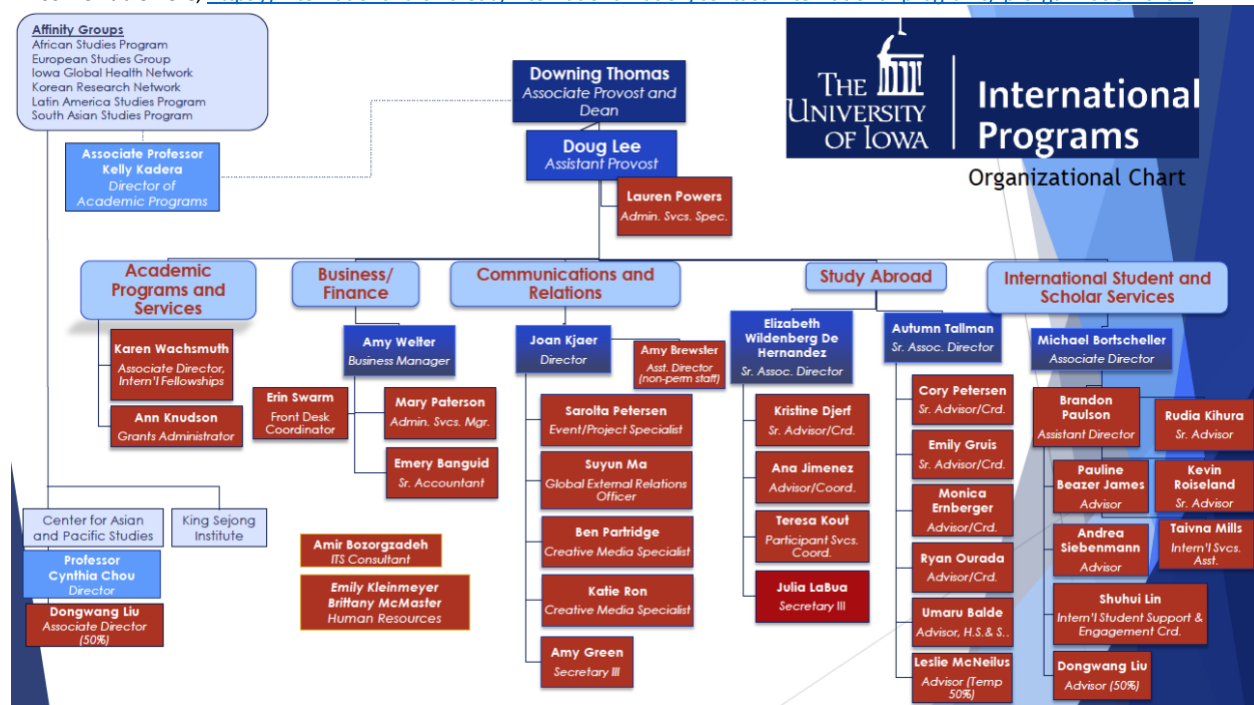 Affinity Groups
African Studies Program
European Studies Group
Iowa Global Health Network
Korean Research Network
Latin America Studies Program
South Asian Studies Program
Associate Professor
Kelly Kadera
Director of
Academic Programs
Downing Thomas
Associate Provost and
Dean
Doug Lee
Assistant Provost
Lauren Powers
Admin. Svcs. Spec.
THE
UNIVERSITY
OF IOWA
International
Programs
Organizational Chart
Academic
Programs and
Services
Karen Wachsmuth
Associate Director,
Intern'l Fellowships
Ann Knudson
Grants Administrator
Business/
Finance
Amy Welter
Business Manager
Erin Swarm
Front Desk
Coordinator
Mary Paterson
Admin. Svcs. Mgr.
Emery Banguid
Sr. Accountant
Communications and
Relations
Joan Kjaer
Director
Amy Brewster
Asst. Director
(non-perm staff)
Sarolta Petersen
Event/Project Specialist
Suyun Ma
Global External Relations
Officer
Ben Partridge
Creative Media Specialist
Katie Ron
Creative Media Specialist
Amy Green
Secretary III
Study Abroad
Elizabeth
Wildenberg De
Hernandez
Sr. Assoc. Director
Kristine Djerf
Sr. Advisor/Crd.
Ana Jimenez
Advisor/Coord.
Teresa Kout
Participant Svcs.
Coord.
Julia LaBua
Secretary III
Autumn Tallman
Sr. Assoc. Director
Cory Petersen
Sr. Advisor/Crd.
Emily Gruis
Sr. Advisor/Crd.
Monica
Ernberger
Advisor/Crd.
Ryan Ourada
Advisor/Crd.
Umaru Balde
Advisor, H.S.& S..
Leslie McNeilus
Advisor (Temp
50%)
International Student and
Scholar Services
Michael Bortscheller
Associate Director
Brandon
Paulson
Assistant Director
Rudia Kihura
Sr. Advisor
Pauline
Beazer James
Advisor
Kevin
Roiseland
Sr. Advisor
Andrea
Siebenmann
Advisor
Taivna Mills
Intern'l Svcs.
Asst.
Shuhui Lin
Intern'l Student Support &
Engagement Crd.
Dongwang Liu
Advisor (50%)
Center for Asian
and Pacific Studies
King Sejong
Institute
Professor
Cynthia Chou
Director
Dongwang Liu
Associate Director
(50%)
Amir Bozorgzadeh
ITS Consultant
Emily Kleinmeyer
Brittany McMaster
Human Resources